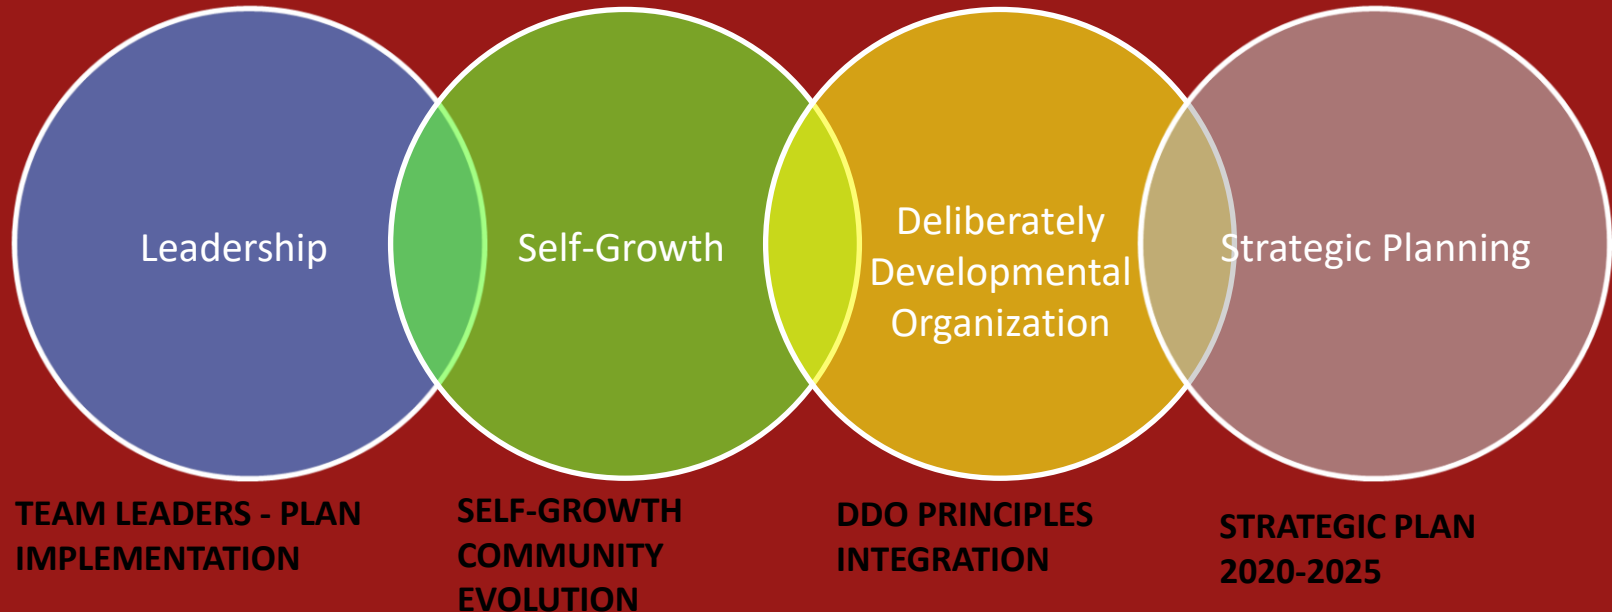 Leadership
Self-Growth
Deliberately
Developmental
Organization
Strategic Planning
TEAM LEADERS - PLAN
IMPLEMENTATION
SELF-GROWTH
COMMUNITY
EVOLUTION
DDO PRINCIPLES
INTEGRATION
STRATEGIC PLAN
2020-2025